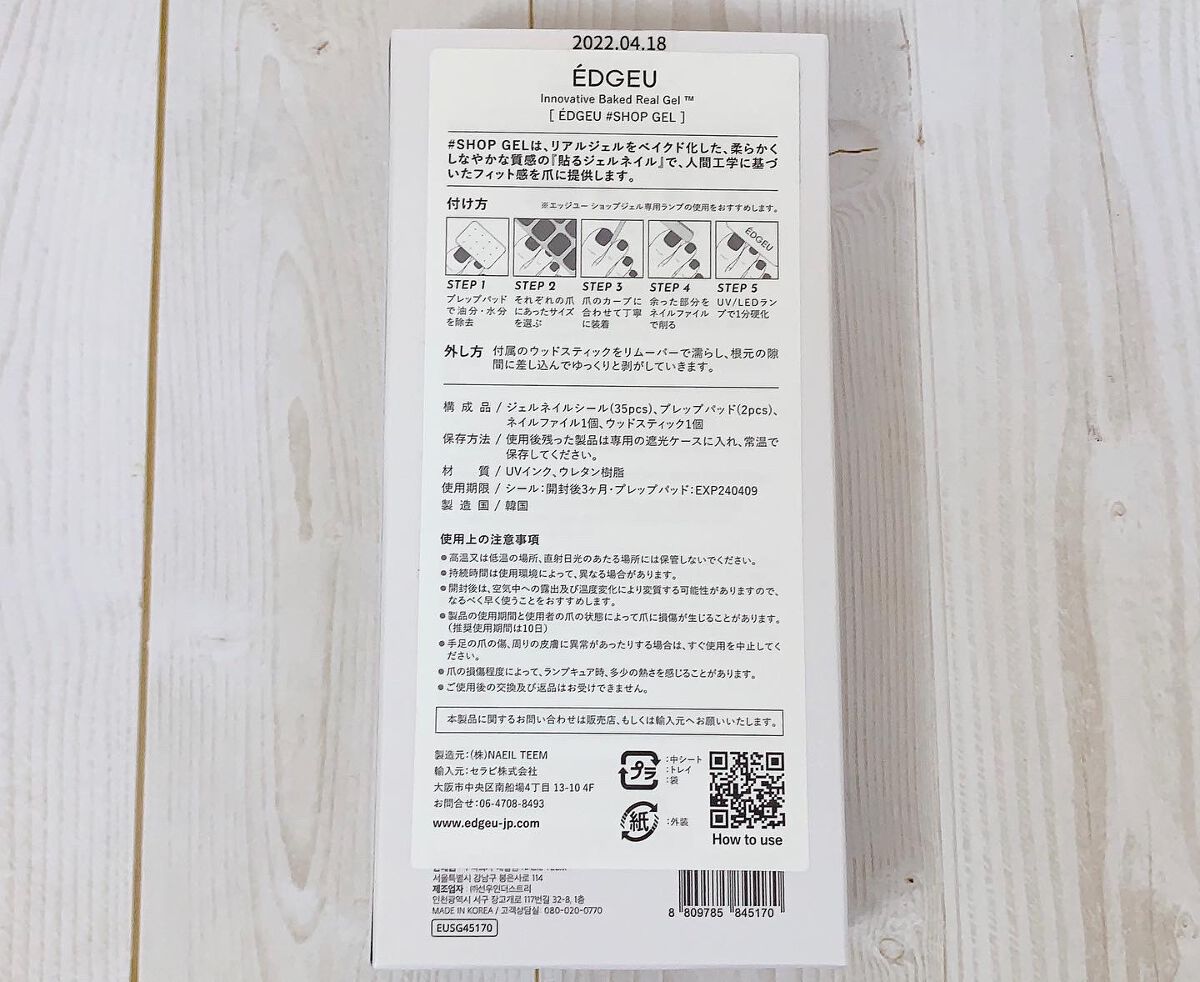 2022.04.18
ÉDGEU
Innovative Baked Real Gel ™
[ ÉDGEU #SHOP GEL ]
#SHOP GELは、リアルジェルをベイクド化した、柔らかく
しなやかな質感の『貼るジェルネイル』で、人間工学に基づ
いたフィット感を爪に提供します。
付け方 ※エッジユー ショップジェル専用ランプの使用をおすすめします。
ÉDGEU
STEP 1
プレップパッド
で油分・水分
を除去
STEP 2
それぞれの爪
にあったサイズ
を選ぶ
STEP 3
爪のカーブに
合わせて丁寧
に装着
STEP 4
余った部分を
ネイルファイル
で削る
STEP 5
UV/LEDラン
プで1分硬化
外し方 付属のウッドスティックをリムーバーで濡らし、根元の隙
間に差し込んでゆっくりと剥がしていきます。
構成品 / ジェルネイルシール(35pcs)、プレップパッド(2pcs)、
ネイルファイル1個、ウッドスティック1個
保存方法 / 使用後残った製品は専用の遮光ケースに入れ、常温で
保存してください。
材質 / UVインク、ウレタン樹脂
使用期限 / シール:開封後3ヶ月・プレップパッド:EXP240409
製造国 / 韓国
使用上の注意事項
●高温又は低温の場所、直射日光のあたる場所には保管しないでください。
●持続時間は使用環境によって、異なる場合があります。
●開封後は、空気中への露出及び温度変化により変質する可能性がありますので、
なるべく早く使うことをおすすめします。
●製品の使用期間と使用者の爪の状態によって爪に損傷が生じることがあります。
(推奨使用期間は10日)
●手足の爪の傷、周りの皮膚に異常があったりする場合は、すぐ使用を中止してく
ださい。
●爪の損傷程度によって、ランプキュア時、多少の熱さを感じることがあります。
●ご使用後の交換及び返品はお受けできません。
本製品に関するお問い合わせは販売店、もしくは輸入元へお願いいたします。
製造元:(株)NAEIL TEEM
輸入元:セラピ株式会社
大阪市中央区南船場4丁目 13-10 4F
お問合せ:06-4708-8493
www.edgeu-jp.com
プラ
:中シート
:トレイ
:袋
紙 :外装
How to use
서울특별시 강남구 봉은사로 114
제조업자 ㈜선우인더스트리
인천광역시 서구 장고개로 117번길 32-8, 1층
MADE IN KOREA / 고객상담실: 080-020-0770
EUSG45170
8 809785 845170